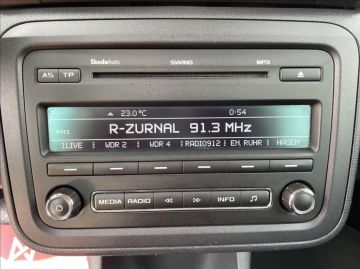 ŠkodaAuto SWING MP3
AS TP
23.0°C 0:54
R-ZURNAL 91.3 MHz
FM1
1LIVE WDR 2 WDR 4 RADIO912 EN. RUHR HAGEN
MEDIA RADIO INFO